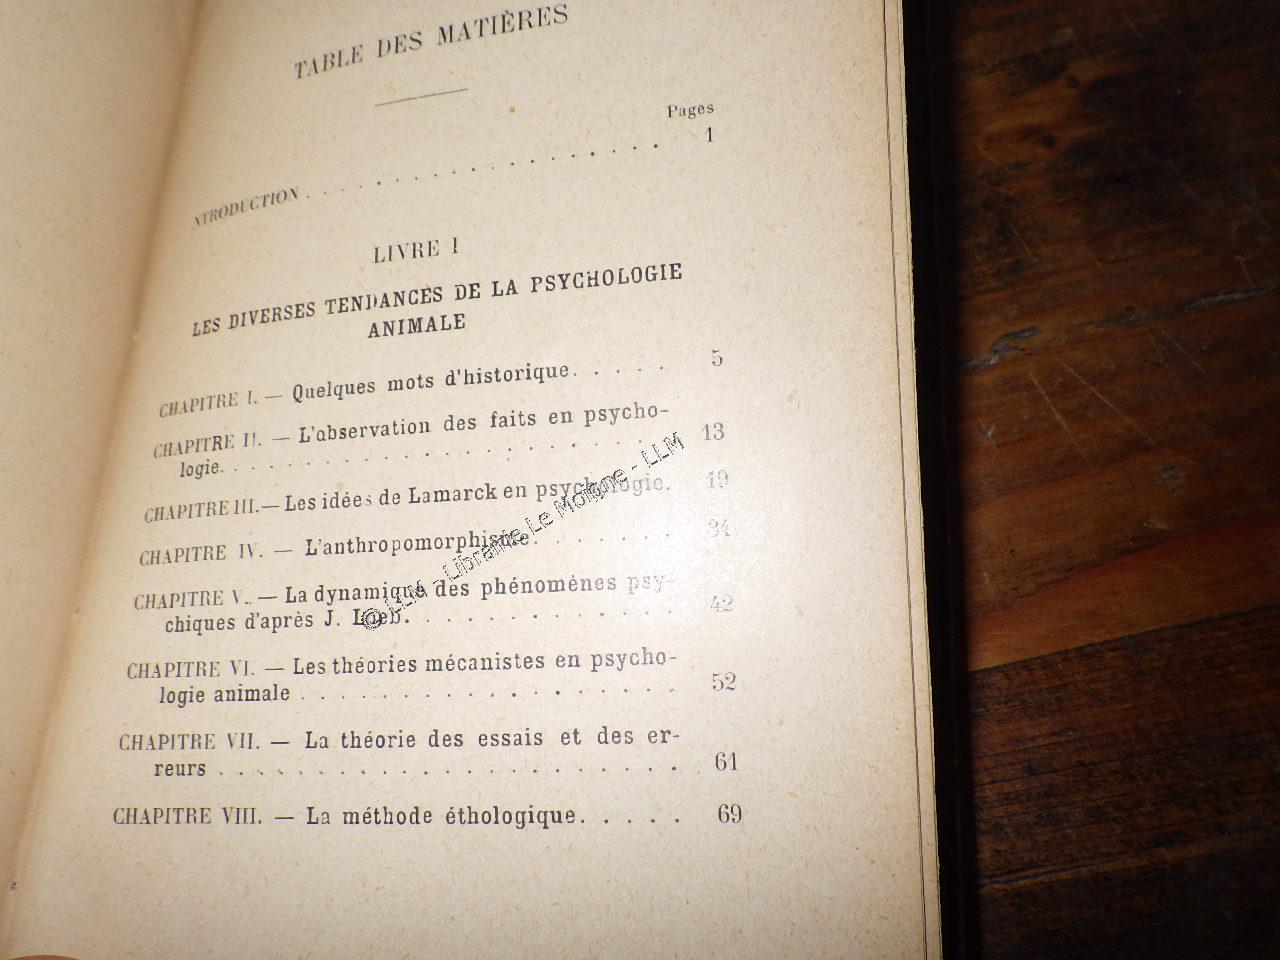 TABLE DES MATIÈRES
Pages
NTRODUCTION . . . . . . . . . . . . . . . . . . 1
LIVRE I
LES DIVERSES TENDANCES DE LA PSYCHOLOGIE
ANIMALE
CHAPITRE I. — Quelques mots d'historique. . . . . 5
CHAPITRE II. — L'observation des faits en psycho-
logie. . . . . . . . . . . . . . . . . . . . . . 13
CHAPITRE III. — Les idées de Lamarck en psychologie. 19
CHAPITRE IV. — L'anthropomorphisme. . . . . . . . 34
CHAPITRE V. — La dynamique des phénomènes psy-
chiques d'après J. Loeb. . . . . . . . . . . . . 42
CHAPITRE VI. — Les théories mécanistes en psycho-
logie animale . . . . . . . . . . . . . . . . . . 52
CHAPITRE VII. — La théorie des essais et des er-
reurs . . . . . . . . . . . . . . . . . . . . . . 61
CHAPITRE VIII. — La méthode éthologique. . . . . 69
@ LLM - Librairie Le Moigne - LLM